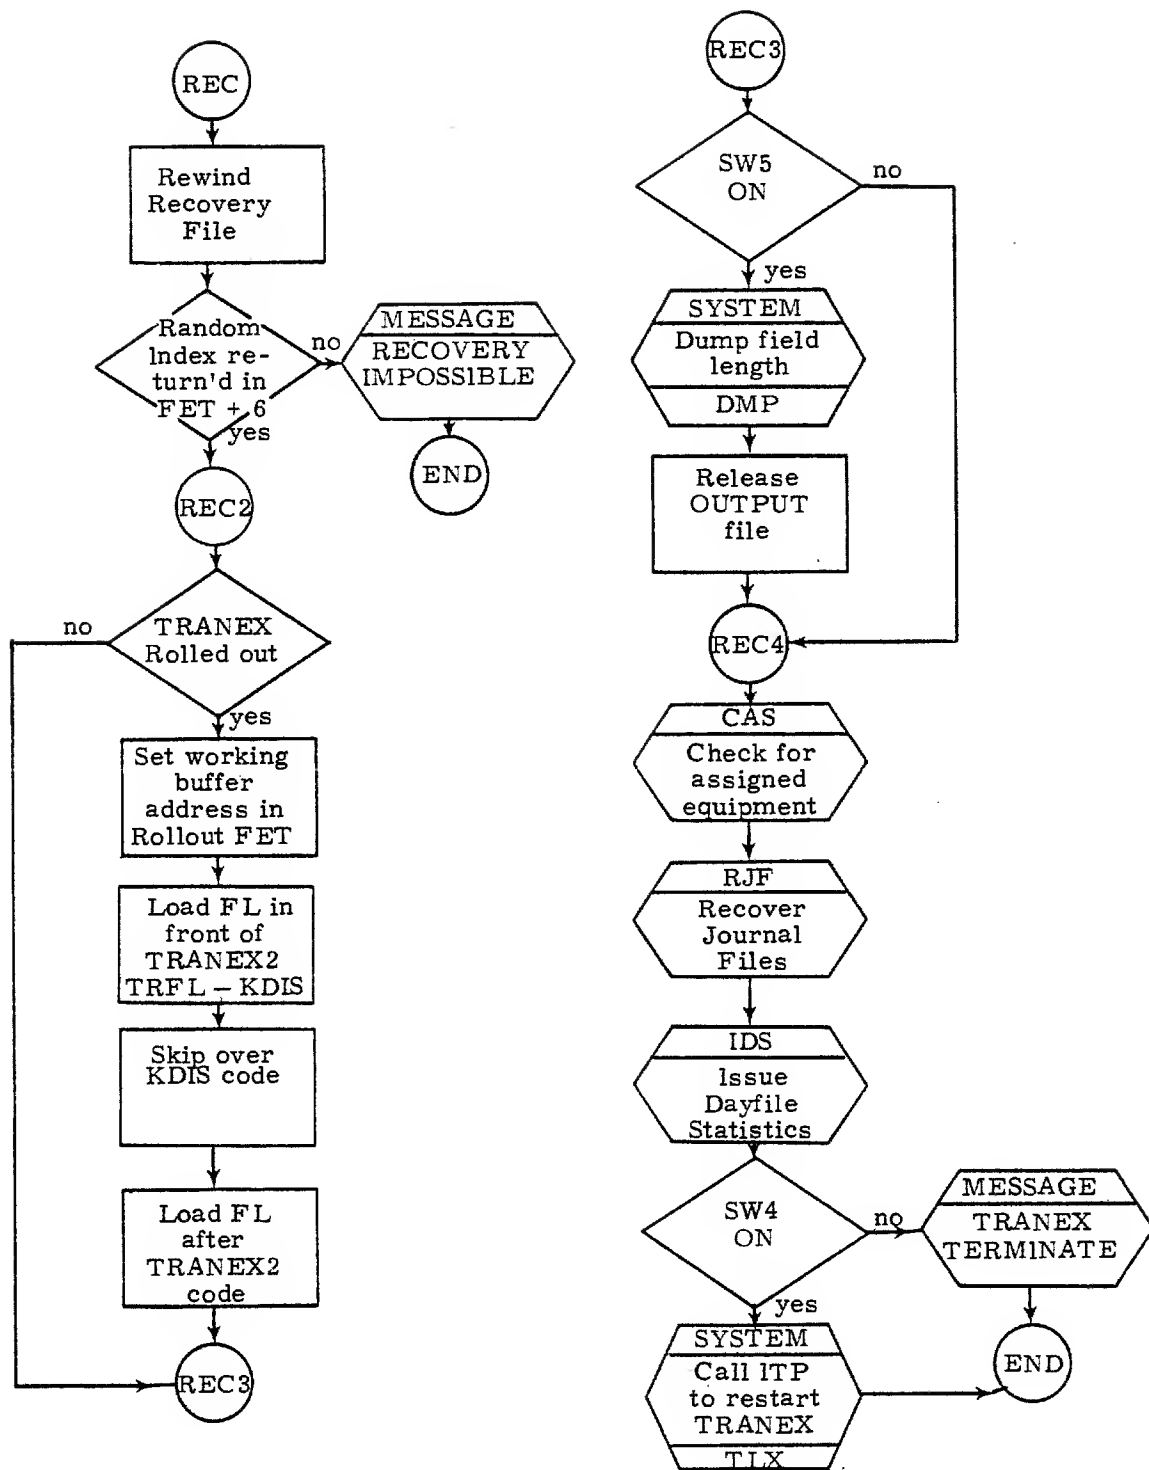 REC
Rewind
Recovery
File
Random
Index re-
turn'd in
FET + 6
no
yes
MESSAGE
RECOVERY
IMPOSSIBLE
END
REC2
TRANEX
Rolled out
no
yes
Set working
buffer
address in
Rollout FET
Load FL in
front of
TRANEX2
TRFL - KDIS
Skip over
KDIS code
Load FL
after
TRANEX2
code
REC3
REC3
SW5
ON
no
yes
SYSTEM
Dump field
length
DMP
Release
OUTPUT
file
REC4
CAS
Check for
assigned
equipment
RJF
Recover
Journal
Files
IDS
Issue
Dayfile
Statistics
SW4
ON
no
yes
MESSAGE
TRANEX
TERMINATE
END
SYSTEM
Call 1TP
to restart
TRANEX
TLX